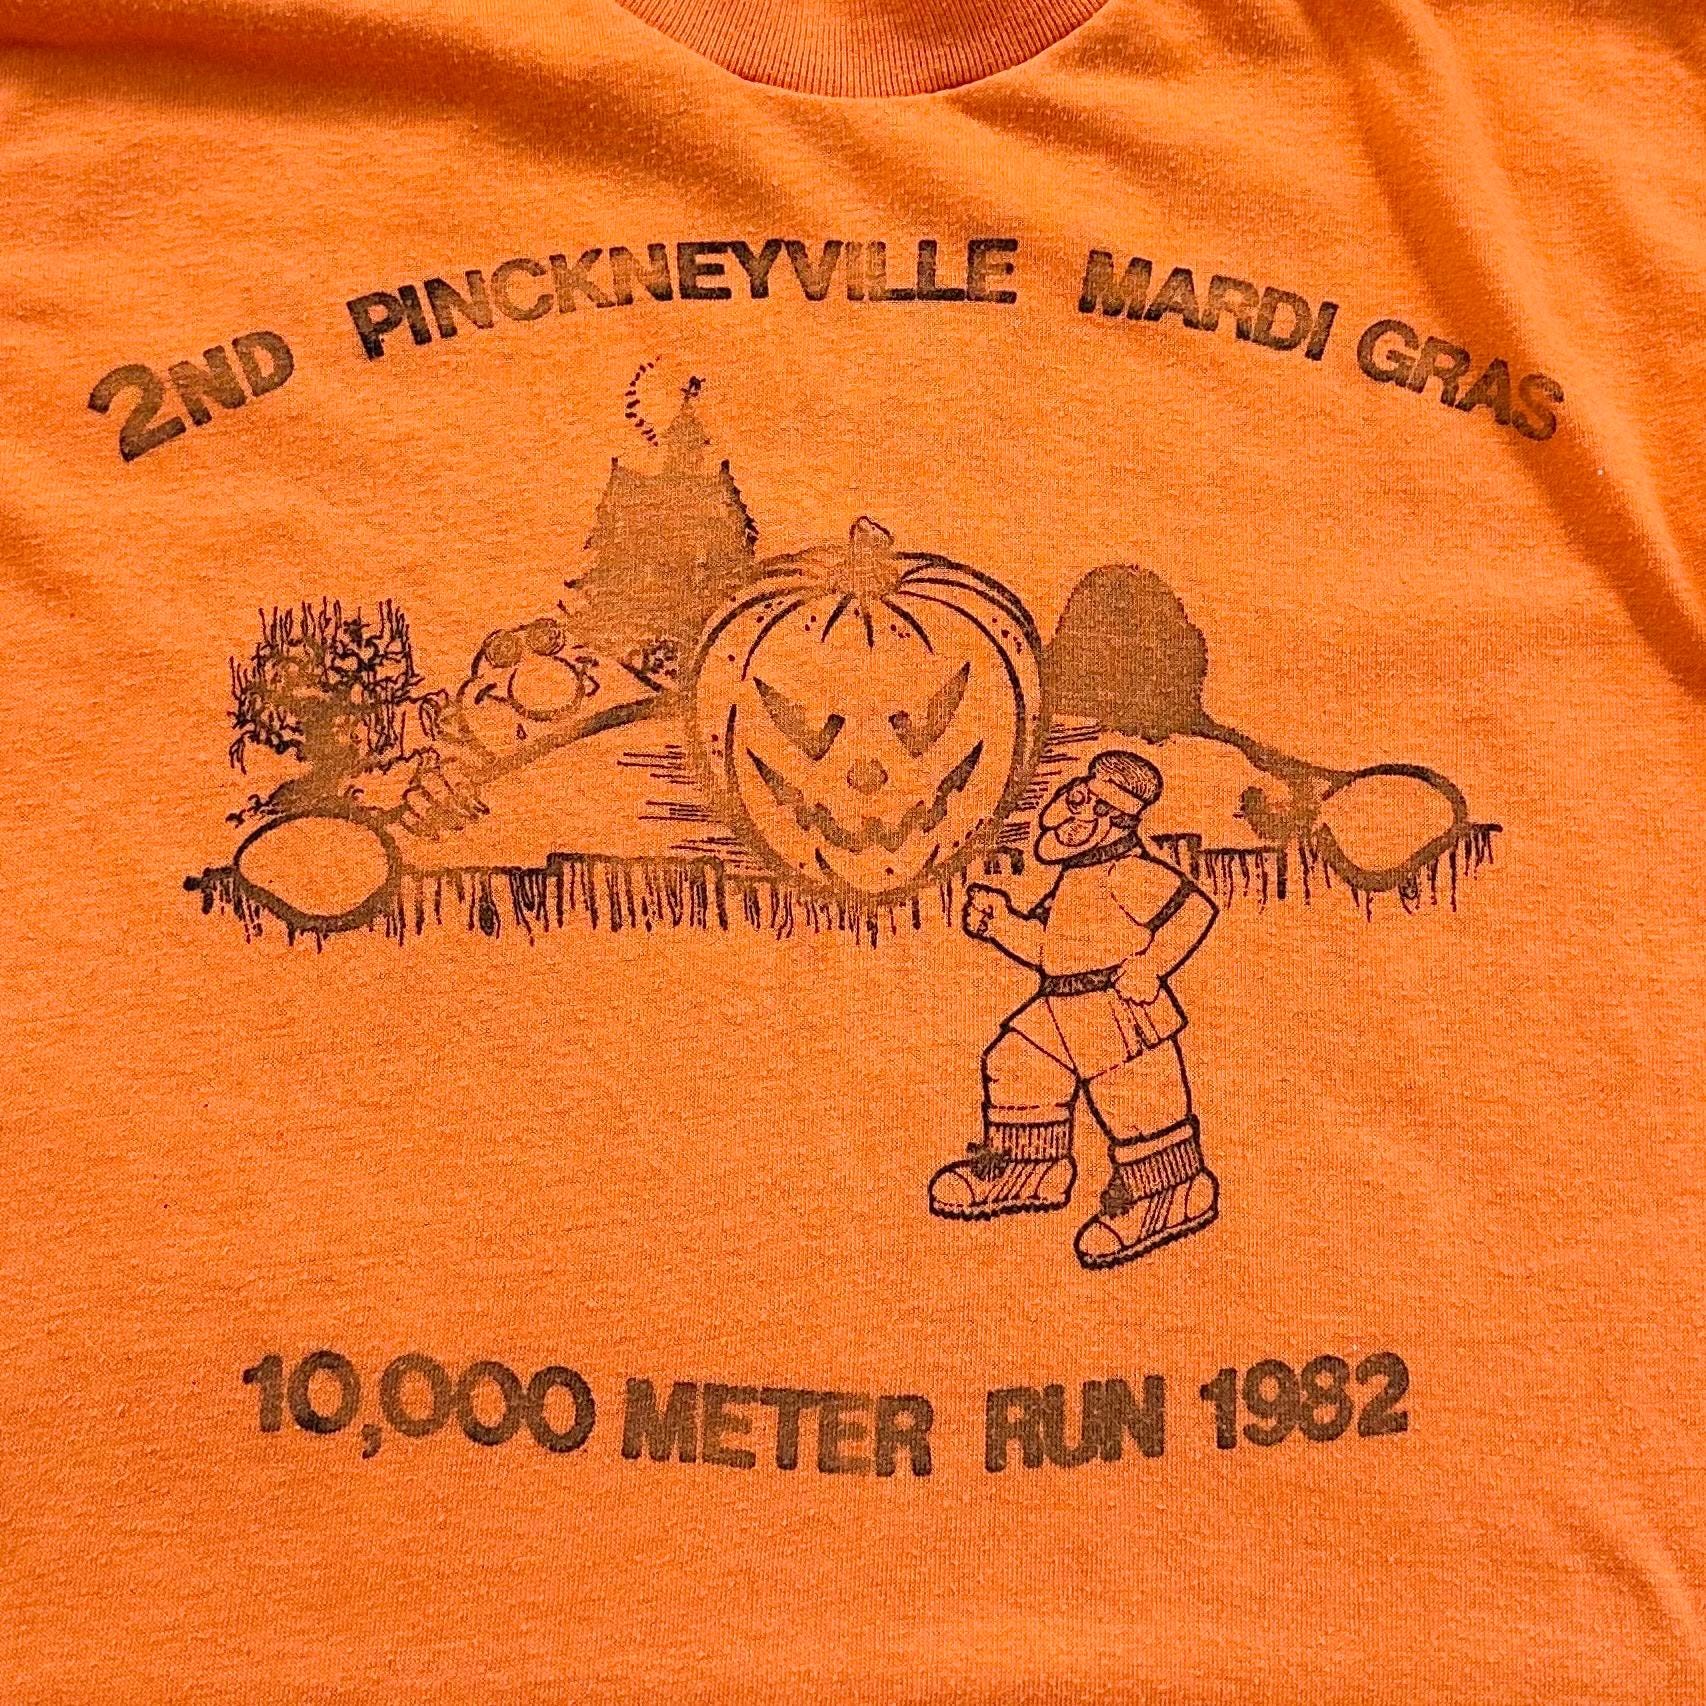 2ND PINCKNEYVILLE MARDI GRAS
10,000 METER RUN 1982